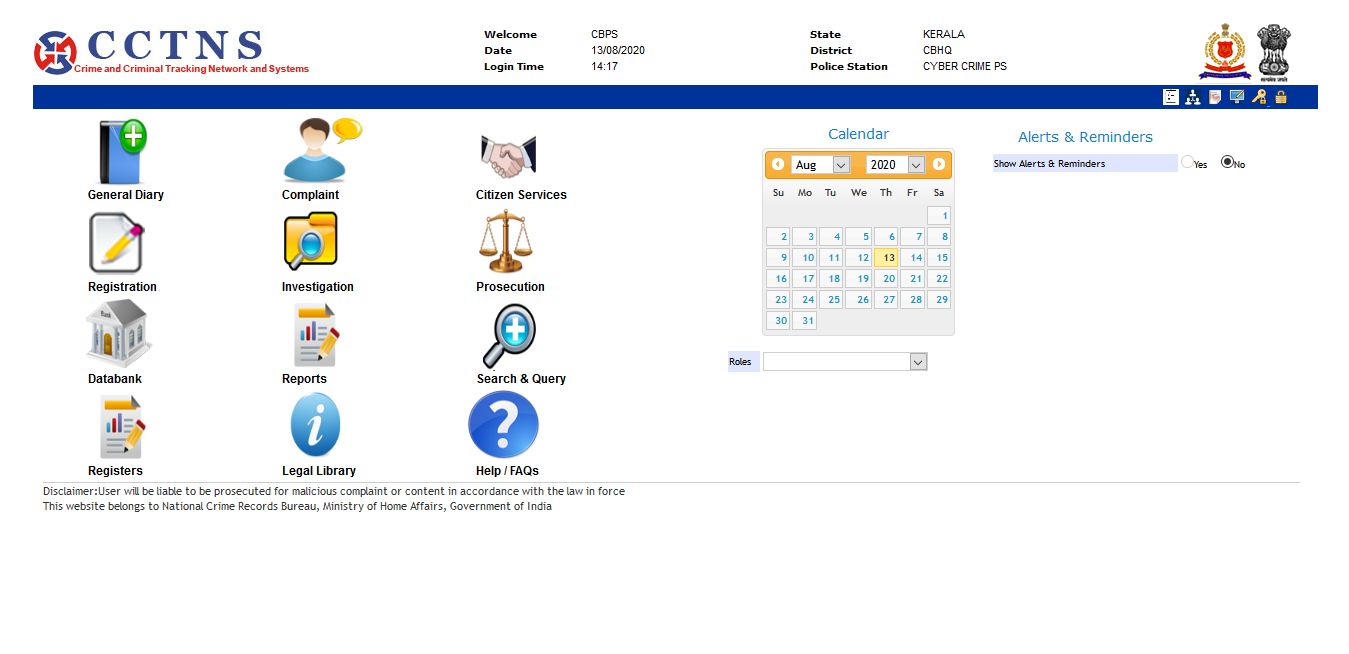 CCTNS
Crime and Criminal Tracking Network and Systems
Welcome CBPS
Date 13/08/2020
Login Time 14:17
State KERALA
District CBHQ
Police Station CYBER CRIME PS
सत्यमेव जयते
General Diary
Complaint
Citizen Services
Registration
Investigation
Prosecution
Bank
Databank
Reports
Search & Query
Registers
Legal Library
Help / FAQs
Calendar
Aug 2020
Su Mo Tu We Th Fr Sa
1
2 3 4 5 6 7 8
9 10 11 12 13 14 15
16 17 18 19 20 21 22
23 24 25 26 27 28 29
30 31
Roles
Alerts & Reminders
Show Alerts & Reminders Yes No
Disclaimer:User will be liable to be prosecuted for malicious complaint or content in accordance with the law in force
This website belongs to National Crime Records Bureau, Ministry of Home Affairs, Government of India